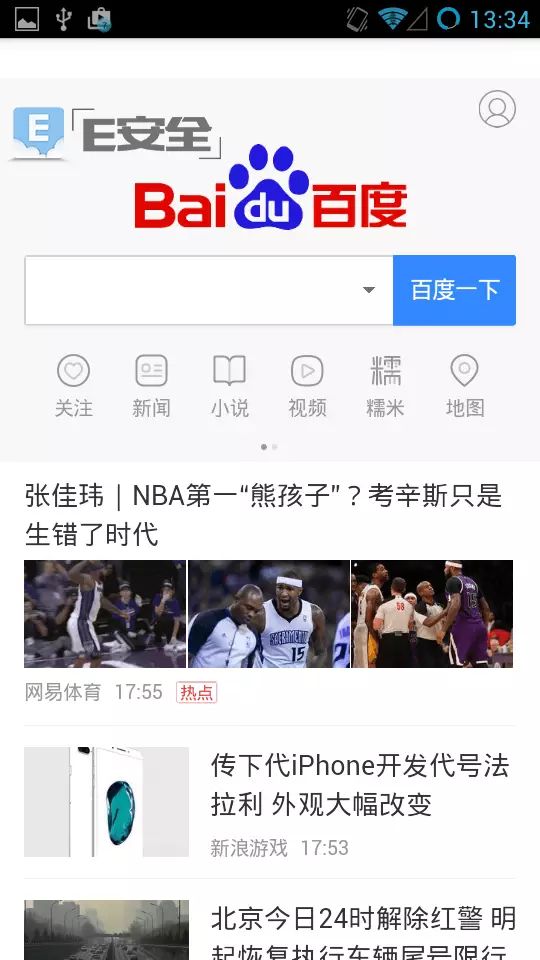 13:34
E
E安全
Bai du 百度
百度一下
关注 新闻 小说 视频 糯米 地图
糯
张佳玮｜NBA第一“熊孩子”？考辛斯只是
生错了时代
SACRAMENTO
15
58
15
网易体育 17:55 热点
传下代iPhone开发代号法
拉利 外观大幅改变
新浪游戏 17:53
北京今日24时解除红警 明
起恢复执行车辆尾号限行